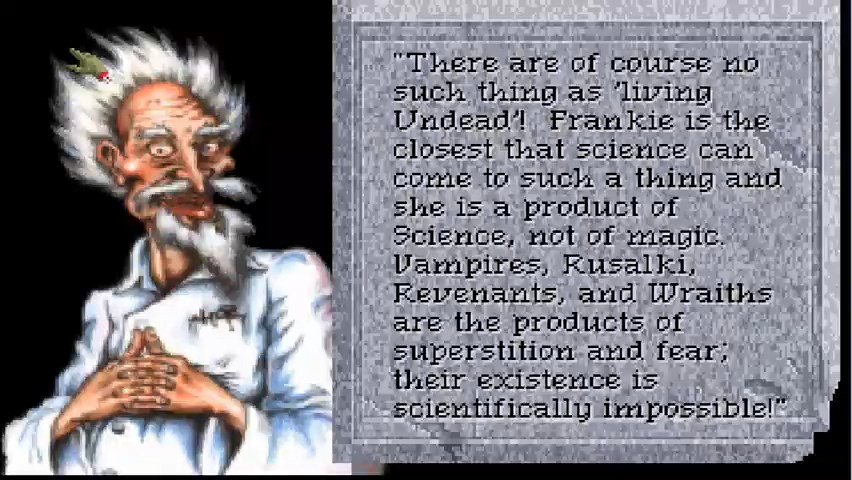 "There are of course no
such thing as 'living
Undead'! Frankie is the
closest that science can
come to such a thing and
she is a product of
Science, not of magic.
Vampires, Rusalki,
Revenants, and Wraiths
are the products of
superstition and fear;
their existence is
scientifically impossible!"